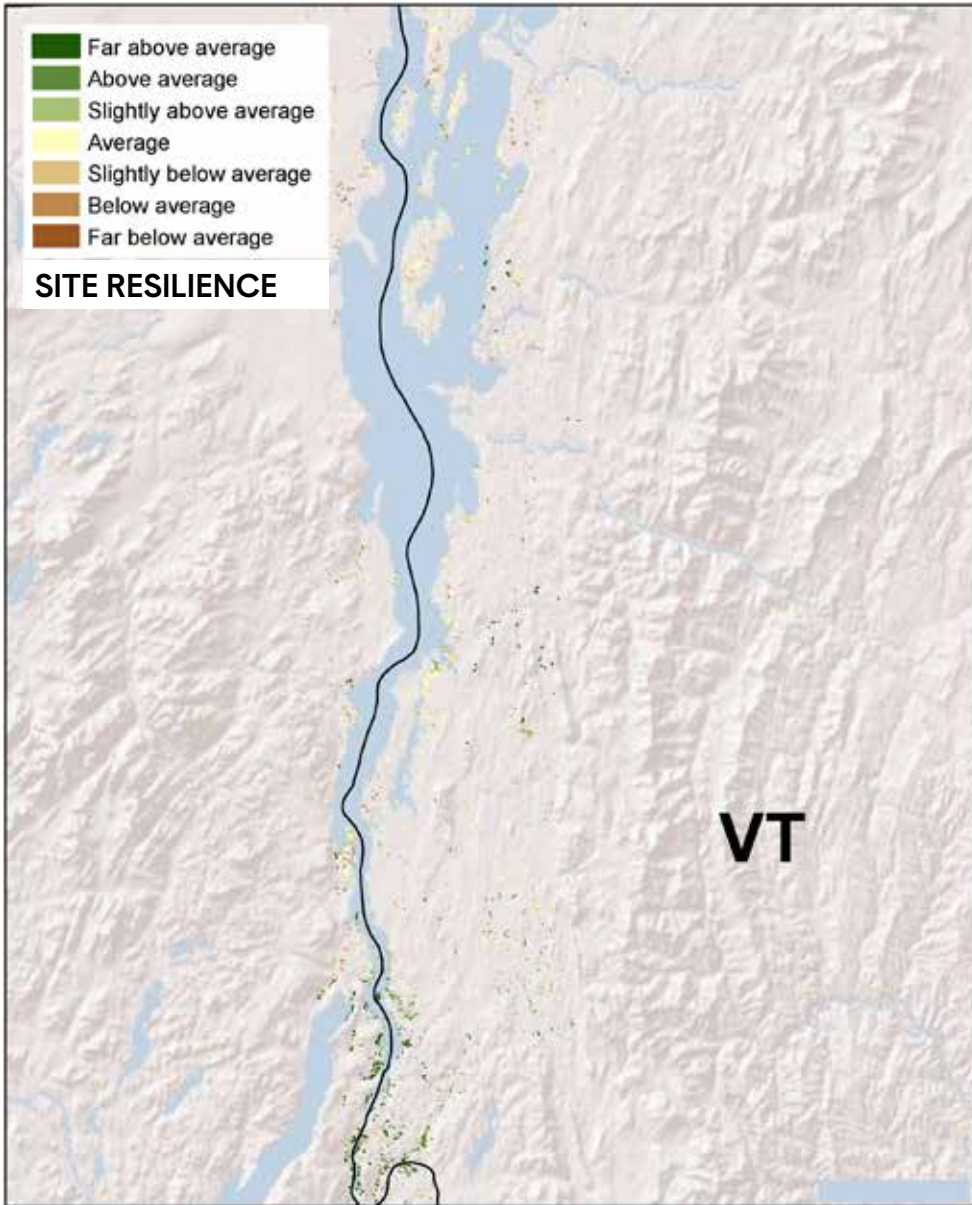 Far above average
Above average
Slightly above average
Average
Slightly below average
Below average
Far below average
SITE RESILIENCE
VT